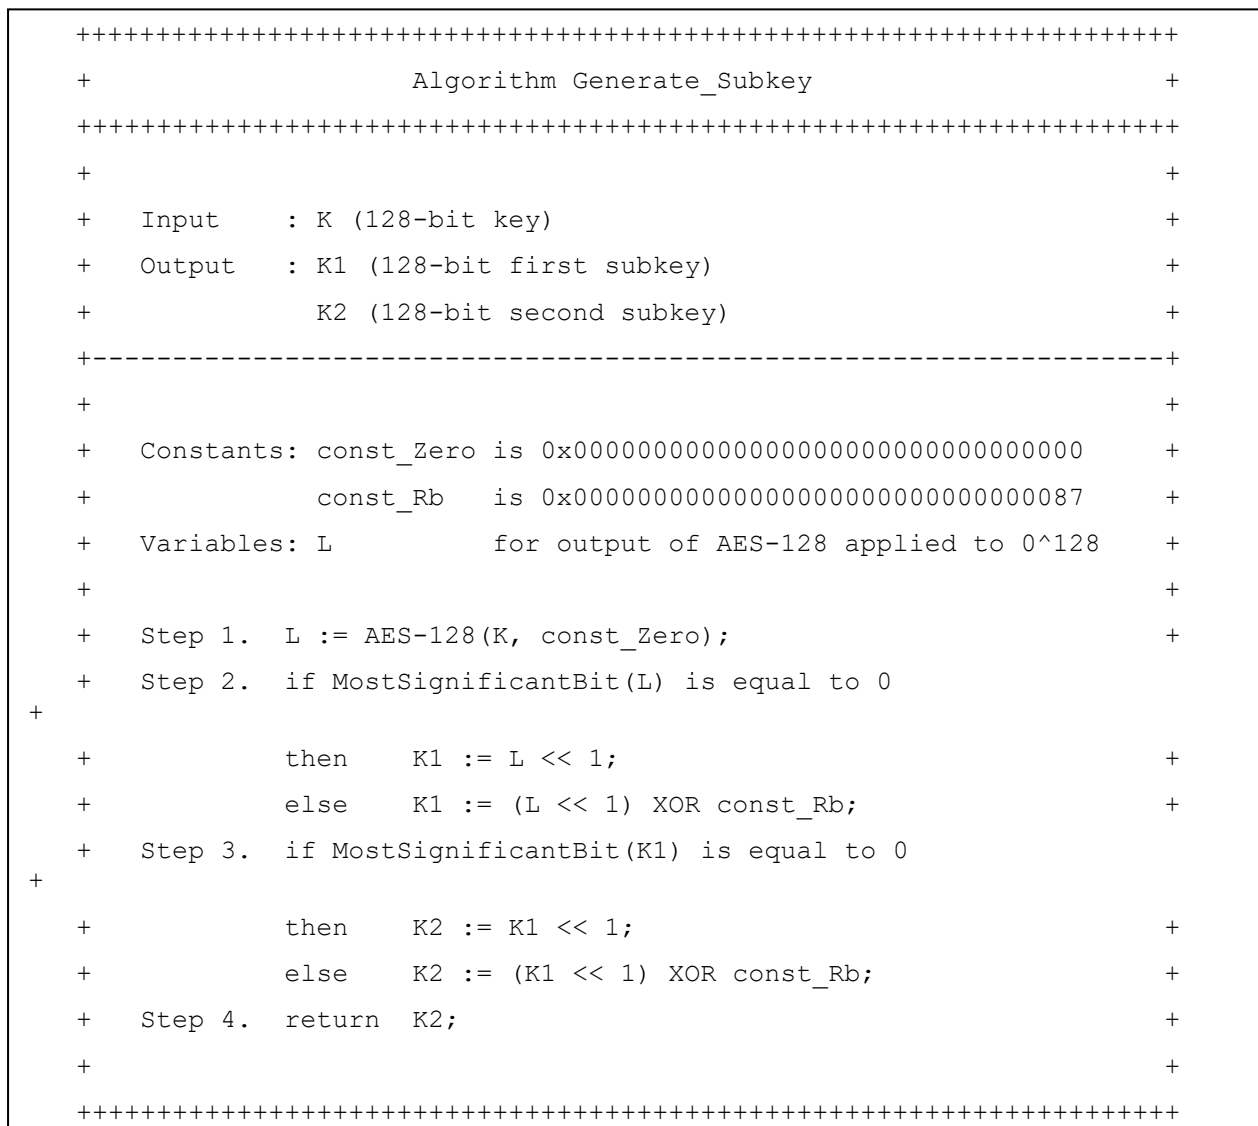 ++++++++++++++++++++++++++++++++++++++++++++++++++++++++++++++++++++
+                    Algorithm Generate_Subkey                      +
++++++++++++++++++++++++++++++++++++++++++++++++++++++++++++++++++++
+                                                                   +
+   Input    : K (128-bit key)                                      +
+   Output   : K1 (128-bit first subkey)                            +
+              K2 (128-bit second subkey)                           +
+-------------------------------------------------------------------+
+                                                                   +
+   Constants: const_Zero is 0x00000000000000000000000000000000     +
+              const_Rb   is 0x00000000000000000000000000000087     +
+   Variables: L          for output of AES-128 applied to 0^128    +
+                                                                   +
+   Step 1.  L := AES-128(K, const_Zero);                           +
+   Step 2.  if MostSignificantBit(L) is equal to 0
+
+            then    K1 := L << 1;                                  +
+            else    K1 := (L << 1) XOR const_Rb;                   +
+   Step 3.  if MostSignificantBit(K1) is equal to 0
+
+            then    K2 := K1 << 1;                                 +
+            else    K2 := (K1 << 1) XOR const_Rb;                  +
+   Step 4.  return  K2;                                            +
+                                                                   +
++++++++++++++++++++++++++++++++++++++++++++++++++++++++++++++++++++